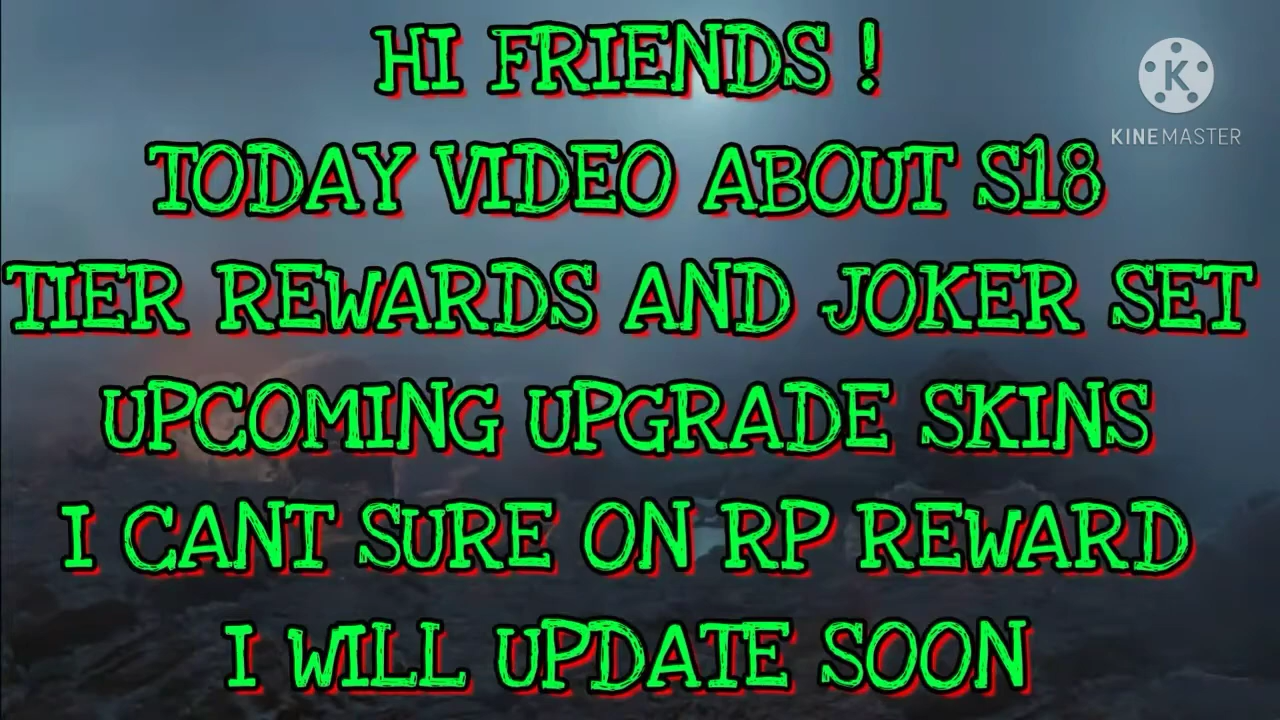 HI FRIENDS !
K
KINEMASTER
TODAY VIDEO ABOUT S18
TIER REWARDS AND JOKER SET
UPCOMING UPGRADE SKINS
I CANT SURE ON RP REWARD
I WILL UPDATE SOON